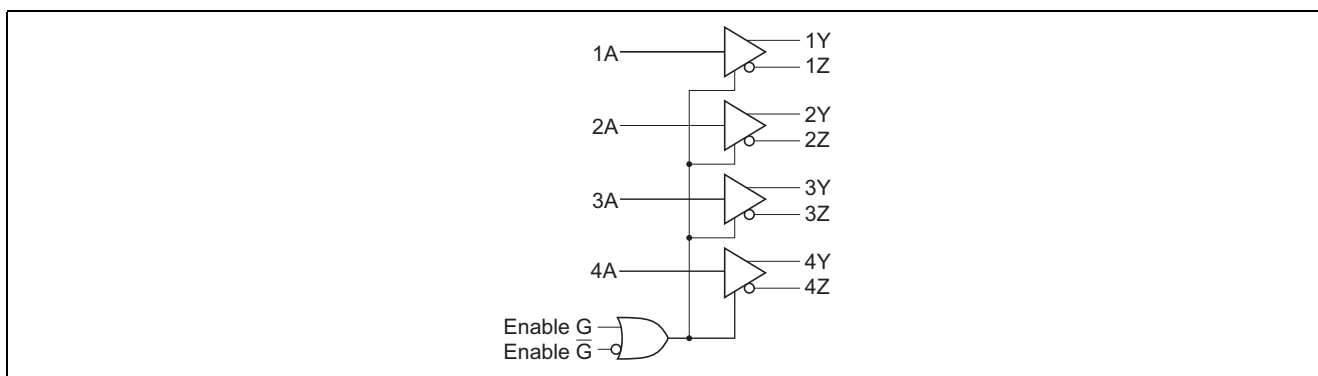 1A
1Y
1Z
2A
2Y
2Z
3A
3Y
3Z
4A
4Y
4Z
Enable G
Enable G̅